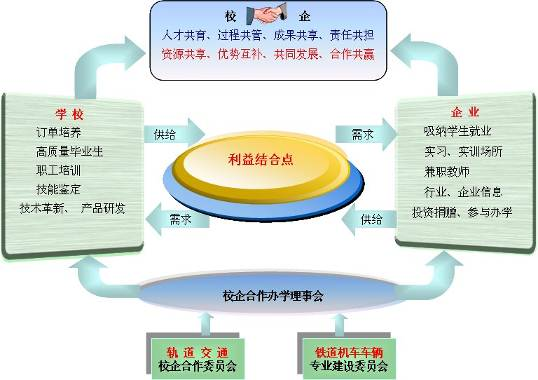 校 企
人才共育、过程共管、成果共享、责任共担
资源共享、优势互补、共同发展、合作共赢
学 校
订单培养
高质量毕业生
职工培训
技能鉴定
技术革新、 产品研发
供给
需求
利益结合点
需求
供给
企 业
吸纳学生就业
实习、实训场所
兼职教师
行业、企业信息
投资捐赠、参与办学
校企合作办学理事会
轨 道 交 通
校企合作委员会
铁道机车车辆
专业建设委员会